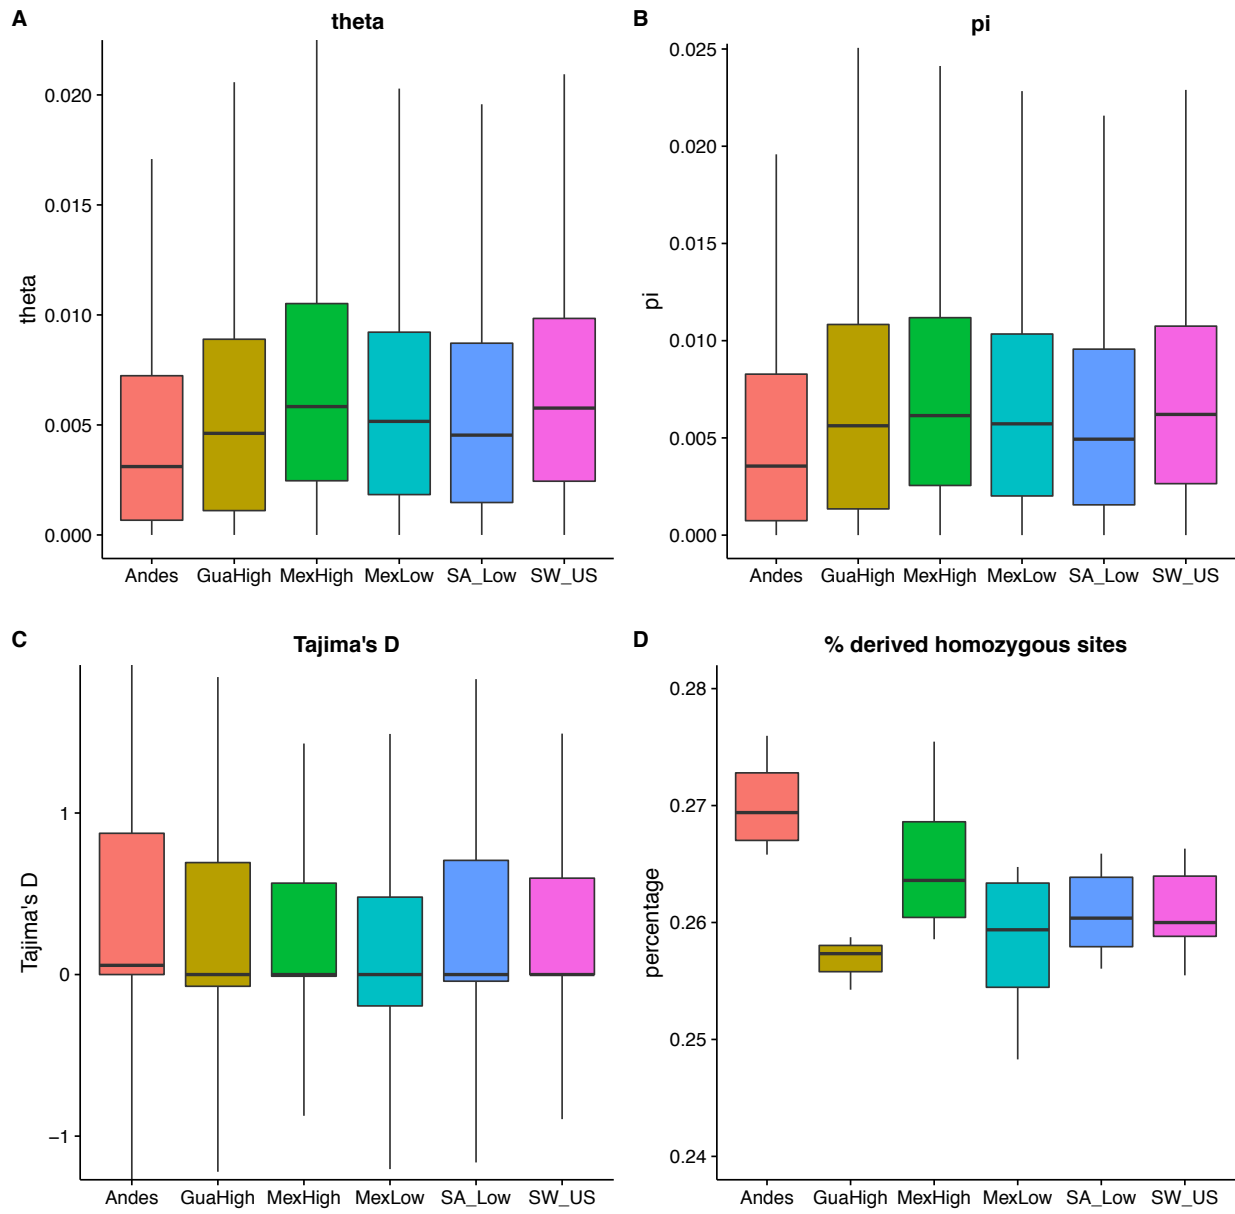 A
theta
theta
0.020
0.015
0.010
0.005
0.000
Andes GuaHigh MexHigh MexLow SA_Low SW_US
B
pi
pi
0.025
0.020
0.015
0.010
0.005
0.000
Andes GuaHigh MexHigh MexLow SA_Low SW_US
C
Tajima's D
Tajima's D
1
0
−1
Andes GuaHigh MexHigh MexLow SA_Low SW_US
D
% derived homozygous sites
percentage
0.28
0.27
0.26
0.25
0.24
Andes GuaHigh MexHigh MexLow SA_Low SW_US